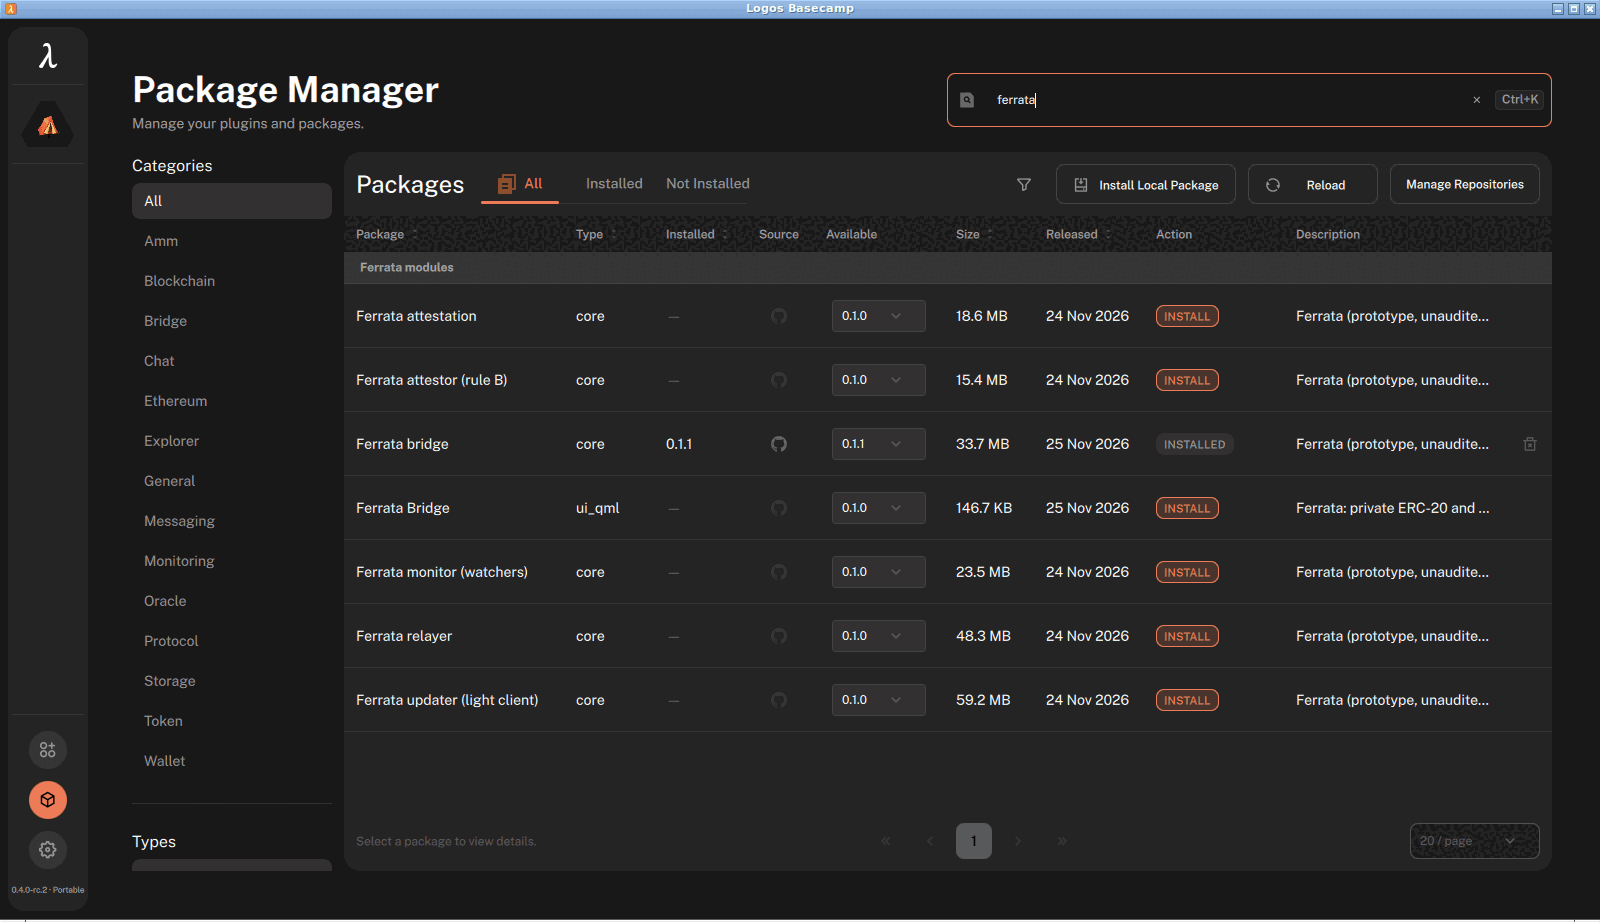 Logos Basecamp
λ
Package Manager
Manage your plugins and packages.
ferrata
× Ctrl+K
Categories
All
Amm
Blockchain
Bridge
Chat
Ethereum
Explorer
General
Messaging
Monitoring
Oracle
Protocol
Storage
Token
Wallet
Types
0.4.0-rc.2 · Portable
Packages All Installed Not Installed Install Local Package Reload Manage Repositories
Package Type Installed Source Available Size Released Action Description
Ferrata modules
Ferrata attestation core — 0.1.0 18.6 MB 24 Nov 2026 INSTALL Ferrata (prototype, unaudite...
Ferrata attestor (rule B) core — 0.1.0 15.4 MB 24 Nov 2026 INSTALL Ferrata (prototype, unaudite...
Ferrata bridge core 0.1.1 0.1.1 33.7 MB 25 Nov 2026 INSTALLED Ferrata (prototype, unaudite...
Ferrata Bridge ui_qml — 0.1.0 146.7 KB 25 Nov 2026 INSTALL Ferrata: private ERC-20 and ...
Ferrata monitor (watchers) core — 0.1.0 23.5 MB 24 Nov 2026 INSTALL Ferrata (prototype, unaudite...
Ferrata relayer core — 0.1.0 48.3 MB 24 Nov 2026 INSTALL Ferrata (prototype, unaudite...
Ferrata updater (light client) core — 0.1.0 59.2 MB 24 Nov 2026 INSTALL Ferrata (prototype, unaudite...
Select a package to view details. « ‹ 1 › » 20 / page